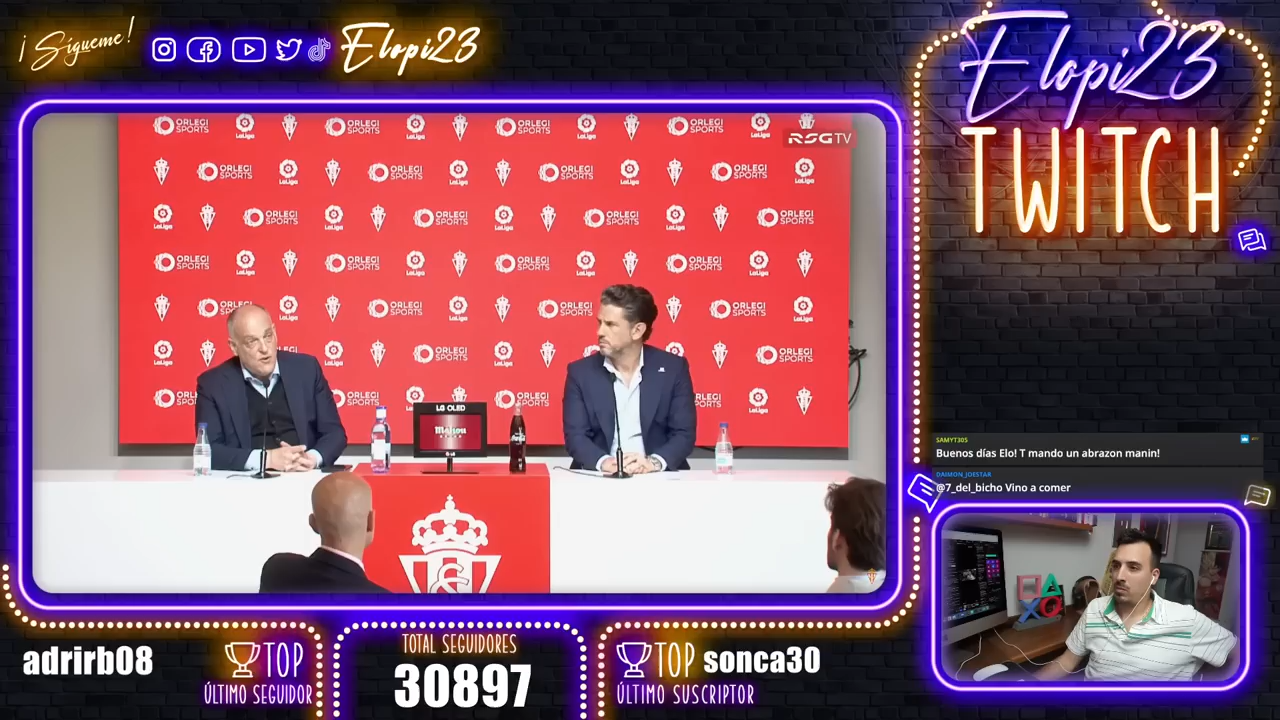 ¡ Sígueme!
Elopi23
Elopi23
TWITCH
RSGTV
ORLEGI SPORTS
LaLiga
LG OLED
Mahou
SAMYT305
Buenos días Elo! T mando un abrazon manin!
DAIMON_JOESTAR
@7_del_bicho Vino a comer
adrirb08
TOP
ÚLTIMO SEGUIDOR
TOTAL SEGUIDORES
30897
TOP
sonca30
ÚLTIMO SUSCRIPTOR